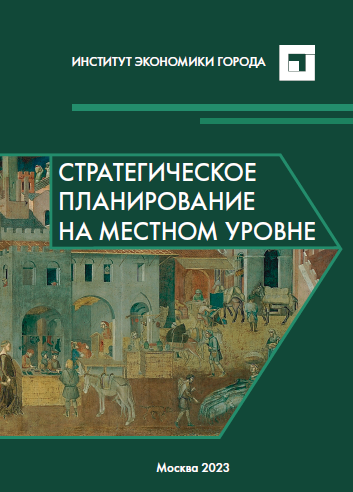 ИНСТИТУТ ЭКОНОМИКИ ГОРОДА
СТРАТЕГИЧЕСКОЕ
ПЛАНИРОВАНИЕ
НА МЕСТНОМ УРОВНЕ
Москва 2023